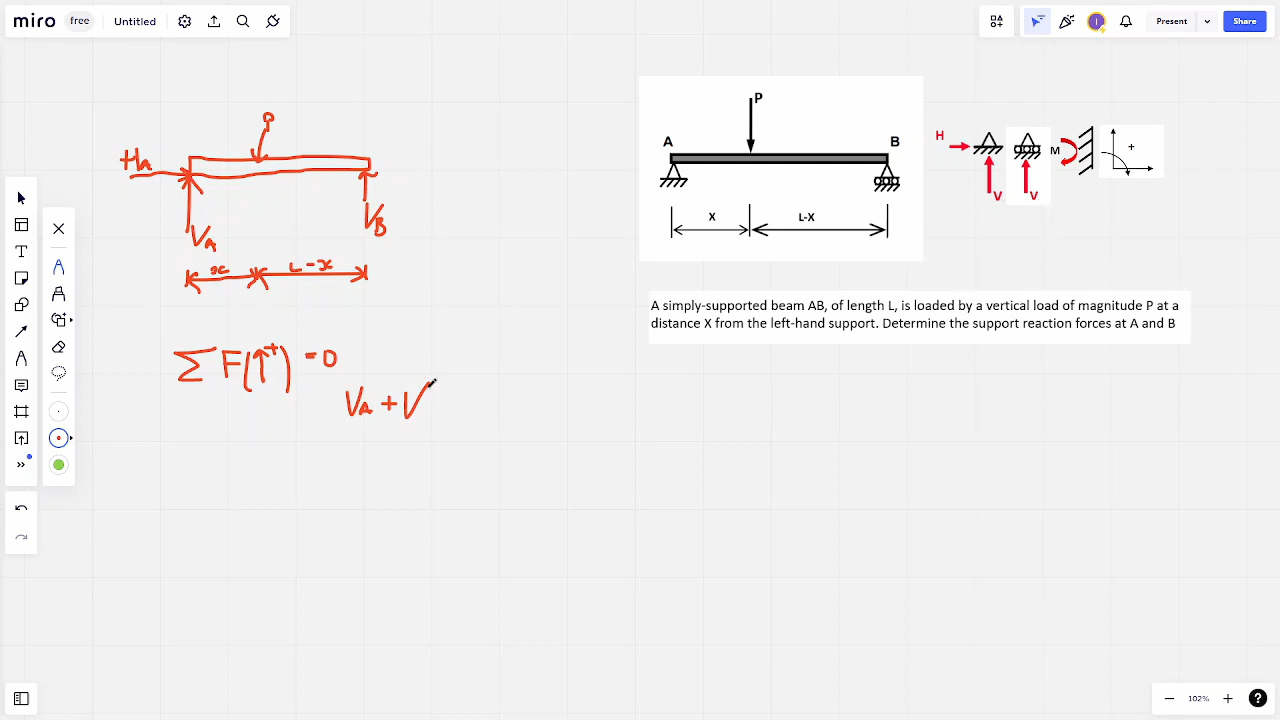 miro free Untitled
Present Share
P
HA
VA
VB
x L-x
ΣF(↑+) =0
VA + V
P
A B
X L-X
H V V M +
A simply-supported beam AB, of length L, is loaded by a vertical load of magnitude P at a
distance X from the left-hand support. Determine the support reaction forces at A and B
102%